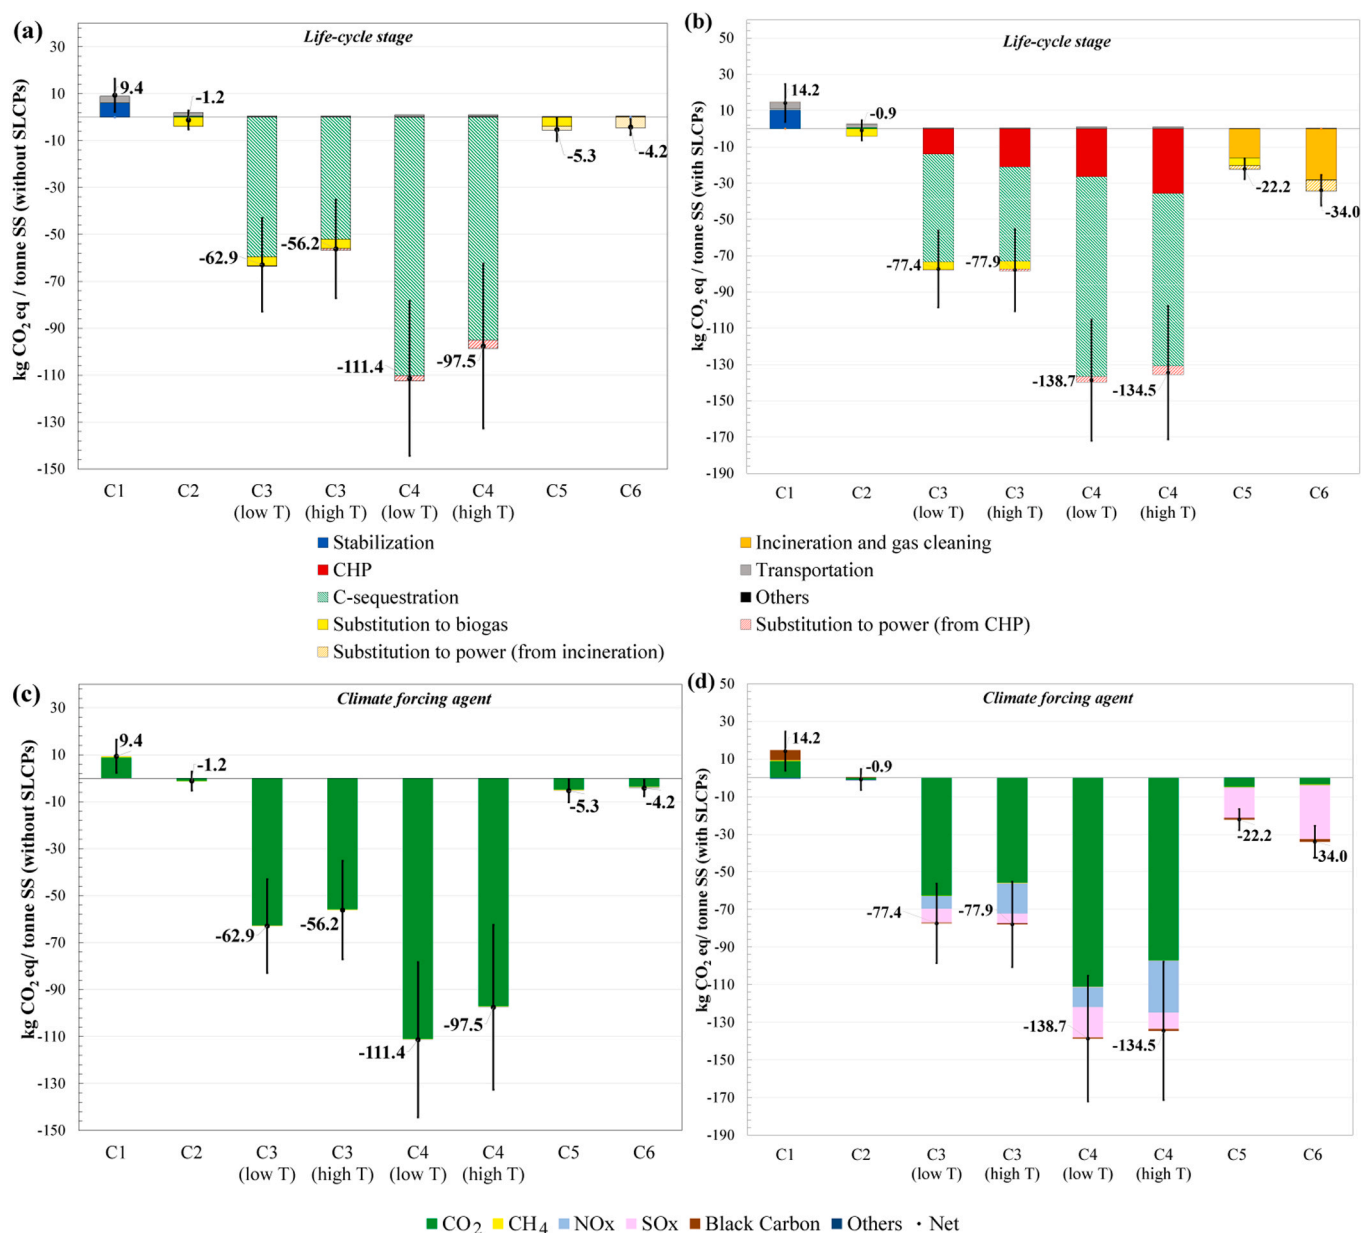 (a)
Life-cycle stage
kg CO2 eq / tonne SS (without SLCPs)
30
10
-10
-30
-50
-70
-90
-110
-130
-150
9.4
-1.2
-62.9
-56.2
-111.4
-97.5
-5.3
-4.2
C1 C2 C3 C3 C4 C4 C5 C6
(low T) (high T) (low T) (high T)
(b)
Life-cycle stage
kg CO2 eq / tonne SS (with SLCPs)
50
30
10
-10
-30
-50
-70
-90
-110
-130
-150
-170
-190
14.2
-0.9
-77.4
-77.9
-138.7
-134.5
-22.2
-34.0
C1 C2 C3 C3 C4 C4 C5 C6
(low T) (high T) (low T) (high T)
Stabilization
CHP
C-sequestration
Substitution to biogas
Substitution to power (from incineration)
Incineration and gas cleaning
Transportation
Others
Substitution to power (from CHP)
(c)
Climate forcing agent
kg CO2 eq/ tonne SS (without SLCPs)
30
10
-10
-30
-50
-70
-90
-110
-130
-150
9.4
-1.2
-62.9
-56.2
-111.4
-97.5
-5.3
-4.2
C1 C2 C3 C3 C4 C4 C5 C6
(low T) (high T) (low T) (high T)
(d)
Climate forcing agent
kg CO2 eq/ tonne SS (with SLCPs)
50
30
10
-10
-30
-50
-70
-90
-110
-130
-150
-170
-190
14.2
-0.9
-77.4
-77.9
-138.7
-134.5
-22.2
-34.0
C1 C2 C3 C3 C4 C4 C5 C6
(low T) (high T) (low T) (high T)
CO2 CH4 NOx SOx Black Carbon Others Net